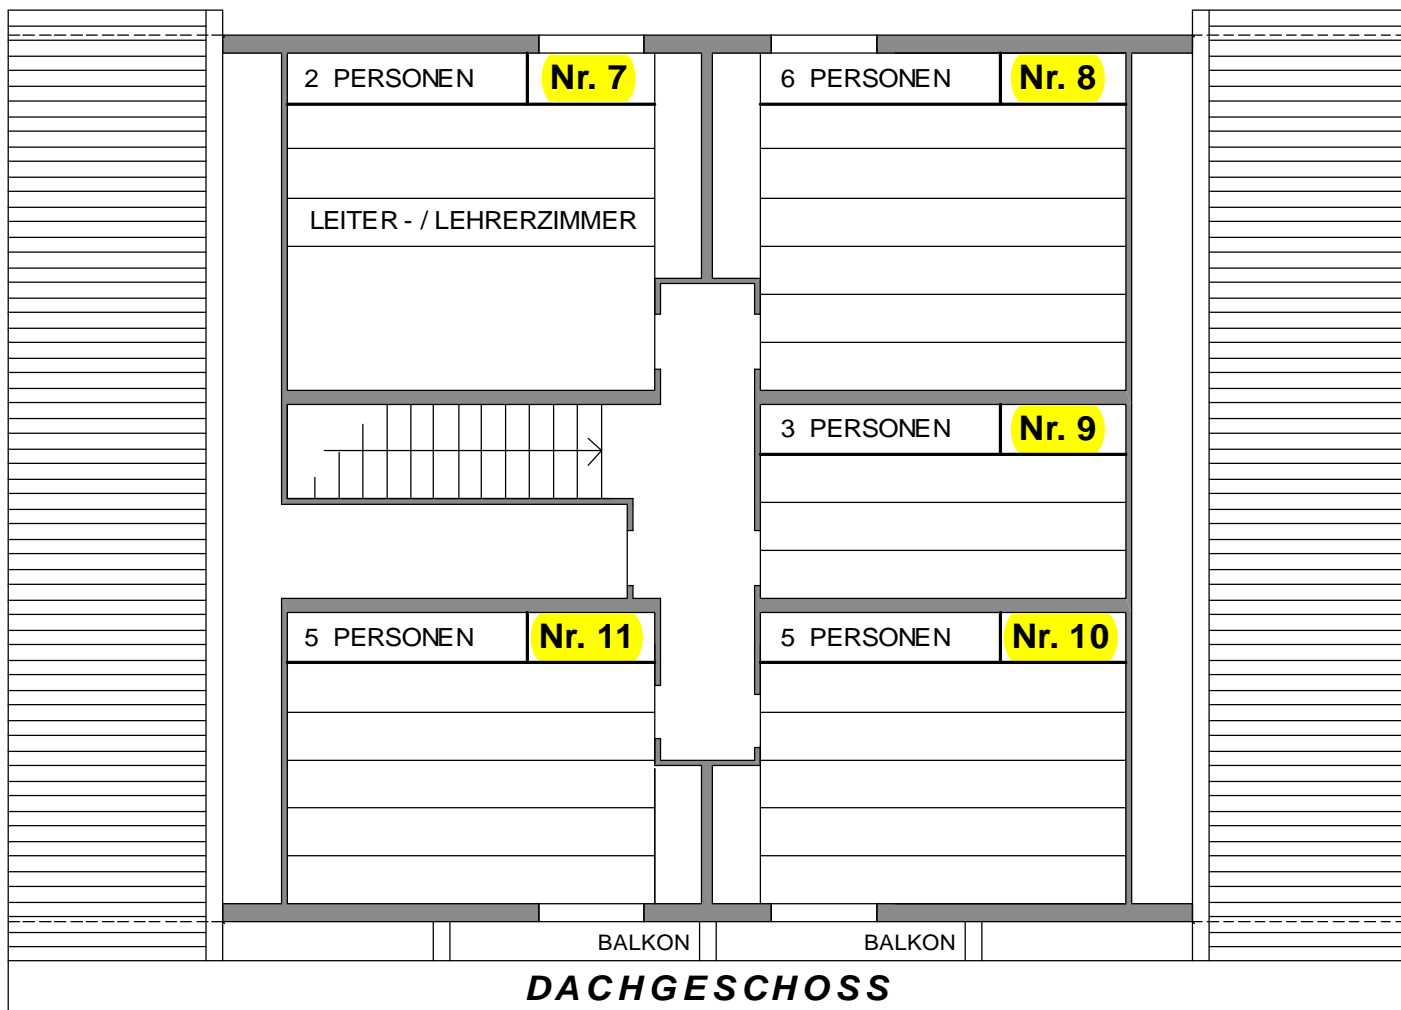 2 PERSONEN Nr. 7
6 PERSONEN Nr. 8
LEITER - / LEHRERZIMMER
3 PERSONEN Nr. 9
5 PERSONEN Nr. 11
5 PERSONEN Nr. 10
BALKON
BALKON
DACHGESCHOSS